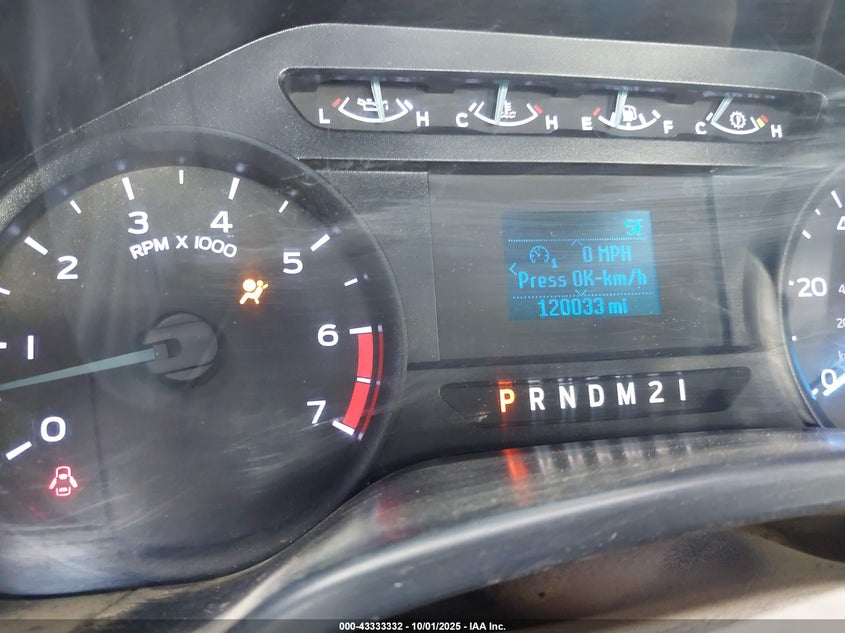 L H C H E F C H
3 4
RPM X 1000
2 5
1 6
0 7
SE
0 MPH
Press OK-km/h
120033 mi
PRNDM21
20
0
000-43333332 - 10/01/2025 - IAA Inc.